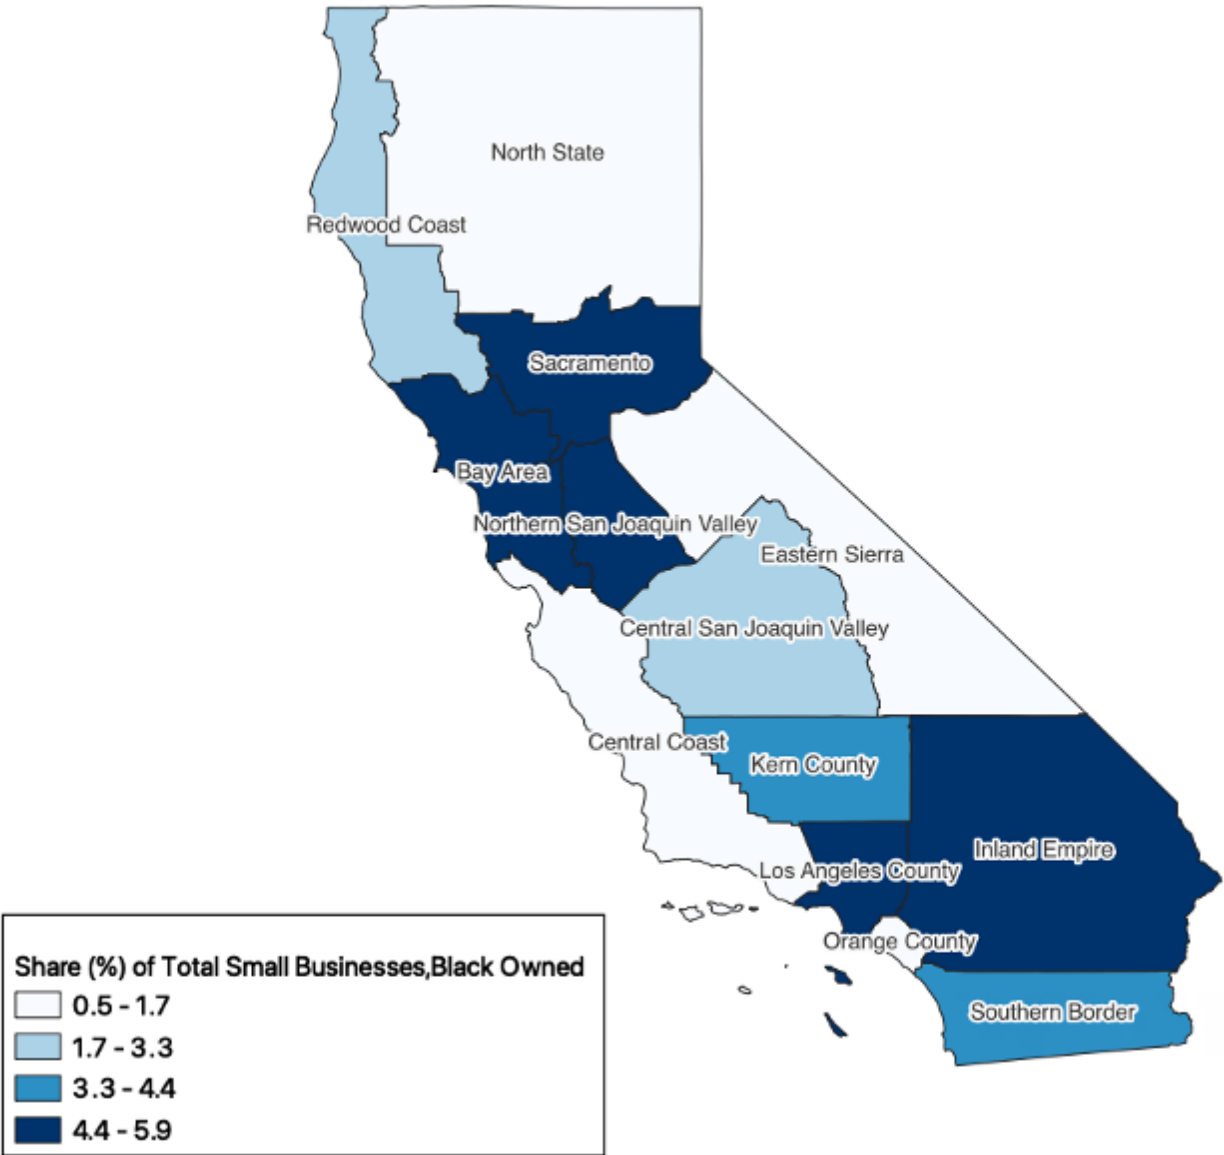 North State
Redwood Coast
Sacramento
Bay Area
Northern San Joaquin Valley
Eastern Sierra
Central San Joaquin Valley
Central Coast
Kern County
Inland Empire
Los Angeles County
Orange County
Southern Border
Share (%) of Total Small Businesses,Black Owned
0.5 - 1.7
1.7 - 3.3
3.3 - 4.4
4.4 - 5.9